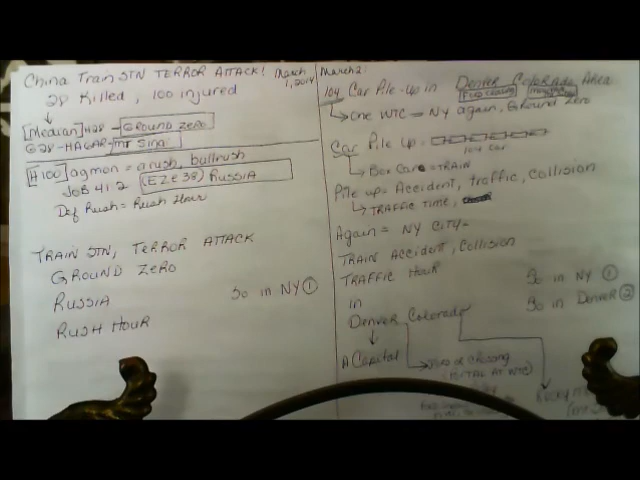 China Train STN TERROR ATTACK! March 1, 2014
28 Killed, 100 injured
[Median] H28 - GROUND ZERO
G28 - HAGAR = mt Sinai
[H100] agmon = a rush, bullrush
JOB 41:2 (EZE 38) RUSSIA
Def Rush = Rush Hour
TRAIN STN, TERROR ATTACK
GROUND ZERO
RUSSIA
RUSH HOUR
So in NY ①
March 2:
104 Car Pile-up in Denver Colorado Area
ONE WTC = NY again, GROUND ZERO
Car Pile up =
104 car
Box Car = TRAIN
Pile up = Accident, traffic, Collision
TRAFFIC TIME,
Again = NY CITY =
TRAIN Accident, Collision
TRAFFIC HOUR
in
Denver Colorado
So in NY ①
So in DENVER ②
A Capital